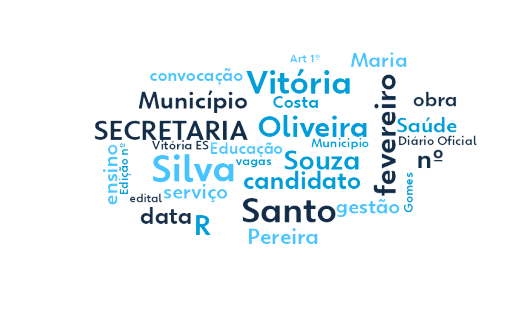 Art 1º
Maria
convocação
Vitória
fevereiro
Município
Costa
obra
SECRETARIA
Oliveira
Saúde
Vitória ES
Educação
Municipio
Diário Oficial
ensino
Edição nº
Silva
vagas
Souza
nº
candidato
serviço
edital
Gomes
data
R
Santo
gestão
Pereira